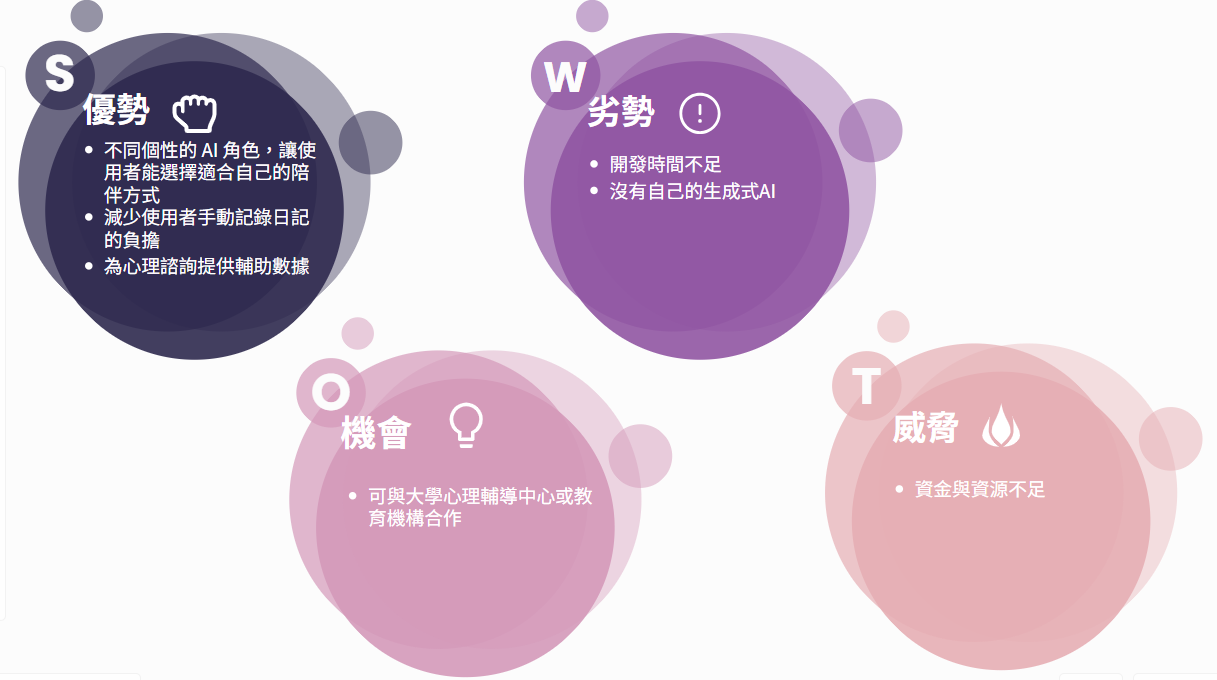 S
優勢
• 不同個性的 AI 角色，讓使
用者能選擇適合自己的陪
伴方式
• 減少使用者手動記錄日記
的負擔
• 為心理諮詢提供輔助數據
W
劣勢
• 開發時間不足
• 沒有自己的生成式AI
O
機會
• 可與大學心理輔導中心或教
育機構合作
T
威脅
• 資金與資源不足